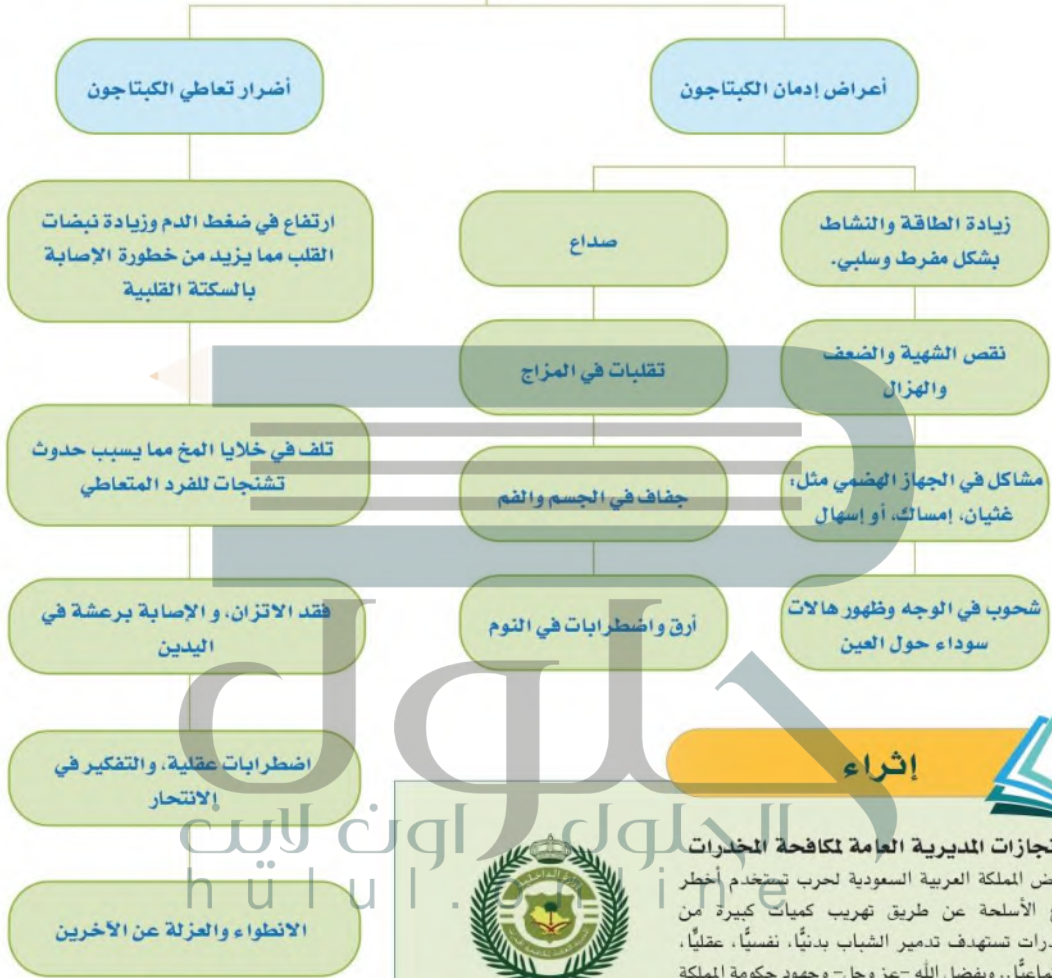 أعراض إدمان الكبتاجون
زيادة الطاقة والنشاط
بشكل مفرط وسلبي.
نقص الشهية والضعف
والهزال
مشاكل في الجهاز الهضمي مثل:
غثيان، إمساك، أو إسهال
شحوب في الوجه وظهور هالات
سوداء حول العين
صداع
تقلبات في المزاج
جفاف في الجسم والفم
أرق واضطرابات في النوم
أضرار تعاطي الكبتاجون
ارتفاع في ضغط الدم وزيادة نبضات
القلب مما يزيد من خطورة الإصابة
بالسكتة القلبية
تلف في خلايا المخ مما يسبب حدوث
تشنجات للفرد المتعاطي
فقد الاتزان، و الإصابة برعشة في
اليدين
اضطرابات عقلية، والتفكير في
الانتحار
الانطواء والعزلة عن الآخرين
إثراء
المديرية العامة لمكافحة المخدرات
المملكة العربية السعودية لحرب تستخدم أخطر
الأسلحة عن طريق تهريب كميات كبيرة من
تستهدف تدمير الشباب بدنيًّا، نفسيًّا، عقليًّا،
وبفضل الله -عز وجل- وجهود حكومة المملكة
حلول
الحلول اون لاين
hulul.online